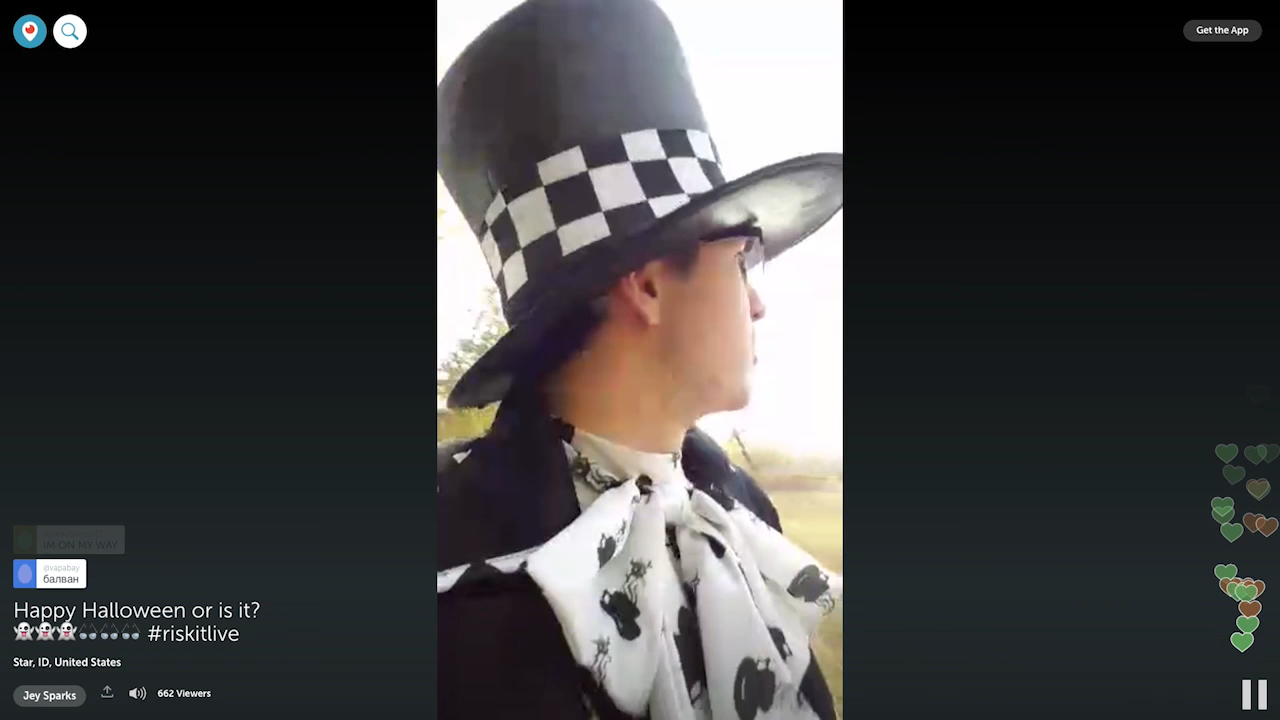 Get the App
IM ON MY WAY
@vapabay
балван
Happy Halloween or is it?
👻👻👻👓👓👓 #riskitlive
Star, ID, United States
Jey Sparks
662 Viewers